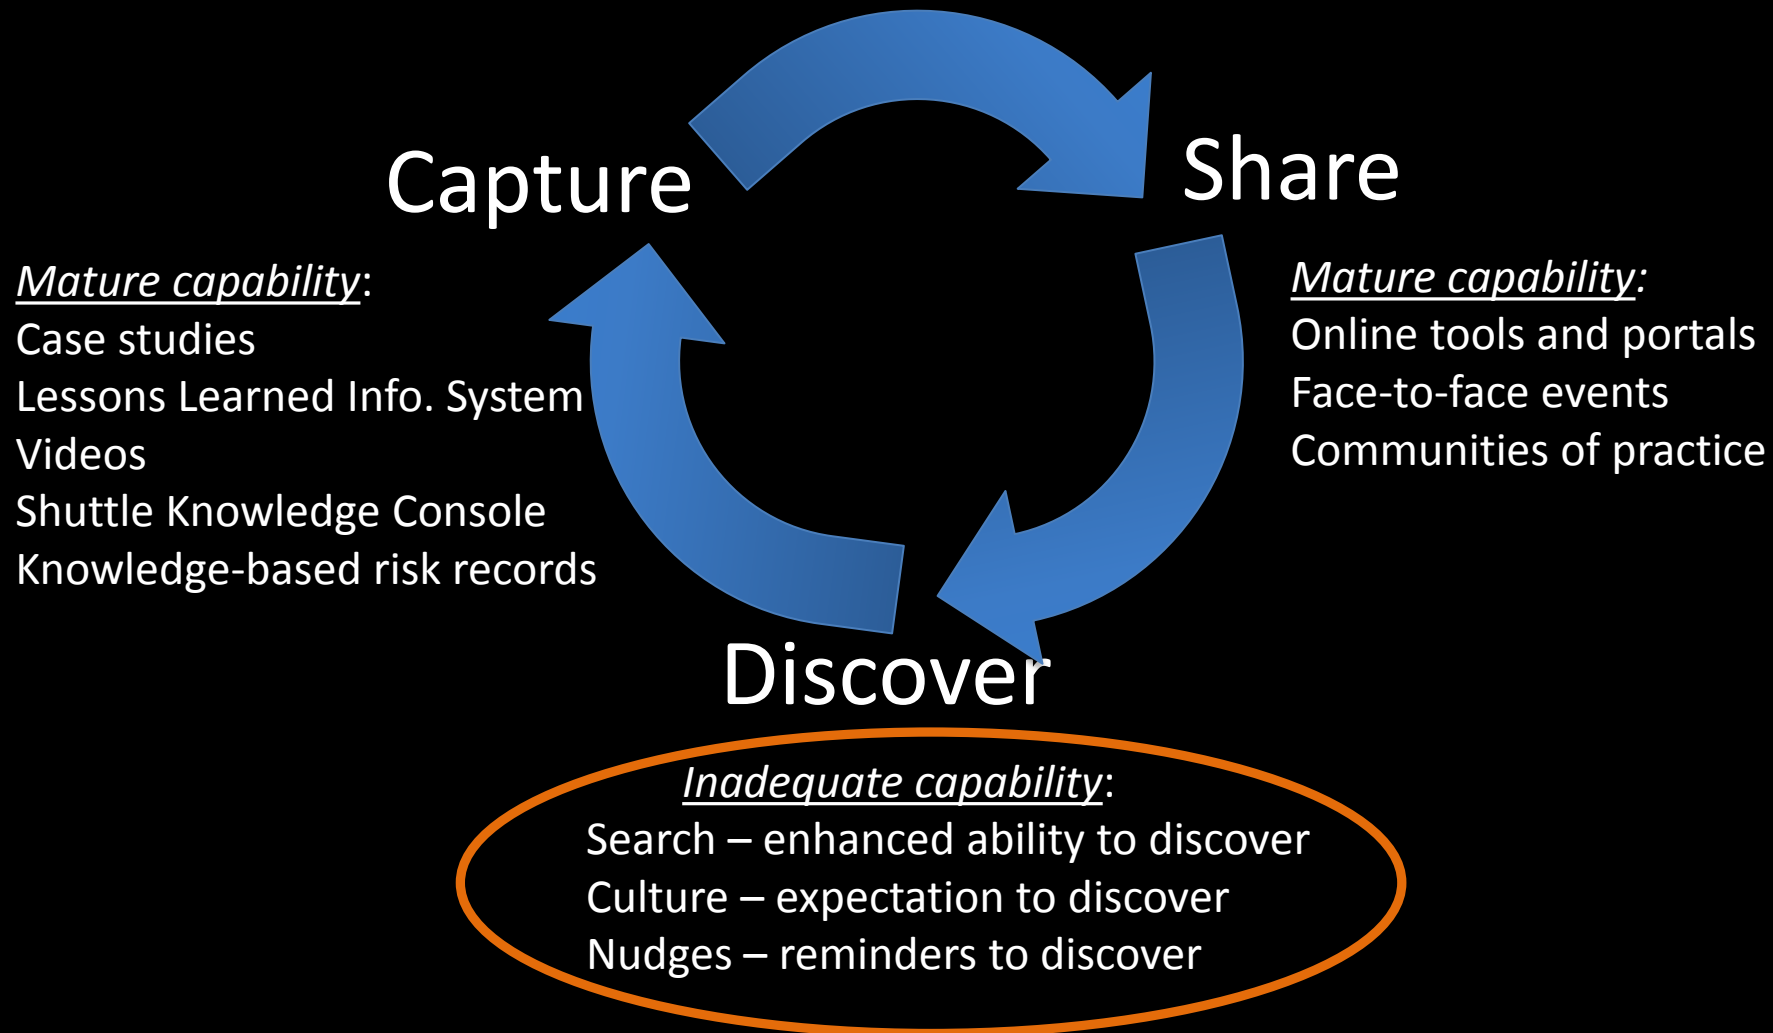 Capture
Share
Mature capability:
Case studies
Lessons Learned Info. System
Videos
Shuttle Knowledge Console
Knowledge-based risk records
Mature capability:
Online tools and portals
Face-to-face events
Communities of practice
Discover
Inadequate capability:
Search – enhanced ability to discover
Culture – expectation to discover
Nudges – reminders to discover